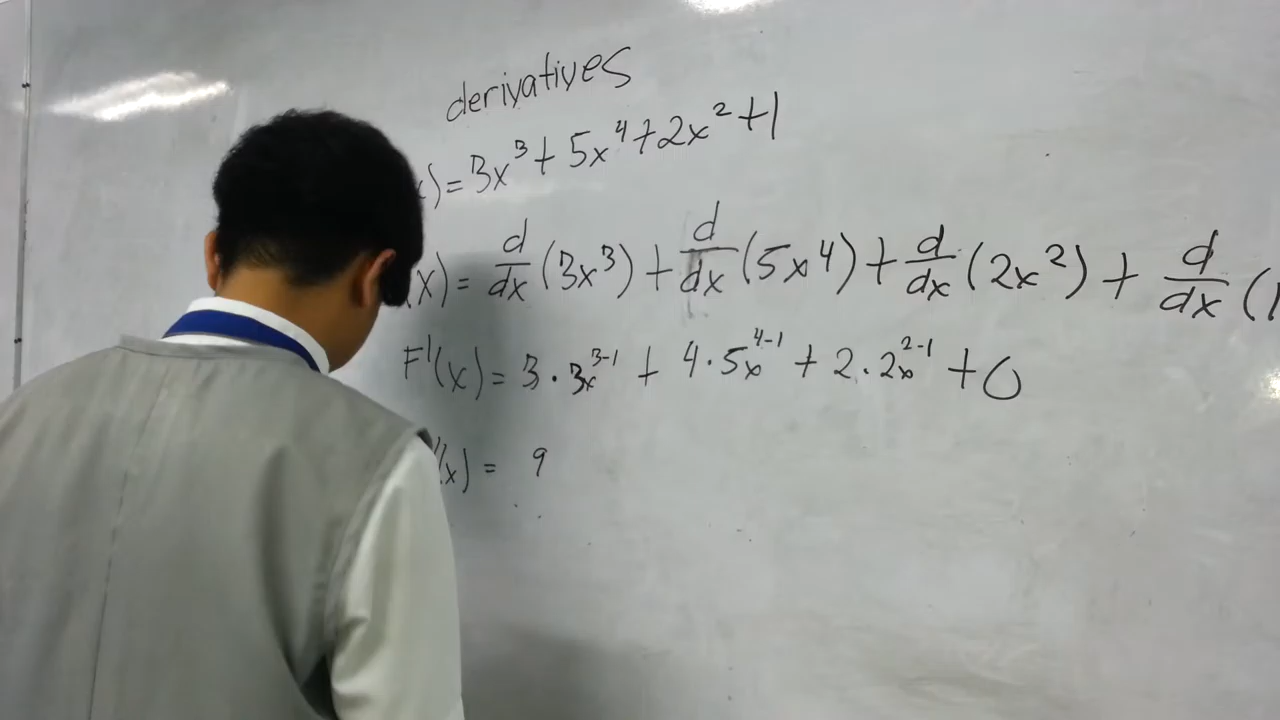 derivatives
x) = 3x³ + 5x⁴ + 2x² + 1
(x) = d/dx (3x³) + d/dx (5x⁴) + d/dx (2x²) + d/dx (1
F'(x) = 3 · 3x³⁻¹ + 4 · 5x⁴⁻¹ + 2 · 2x²⁻¹ + 0
'(x) = 9